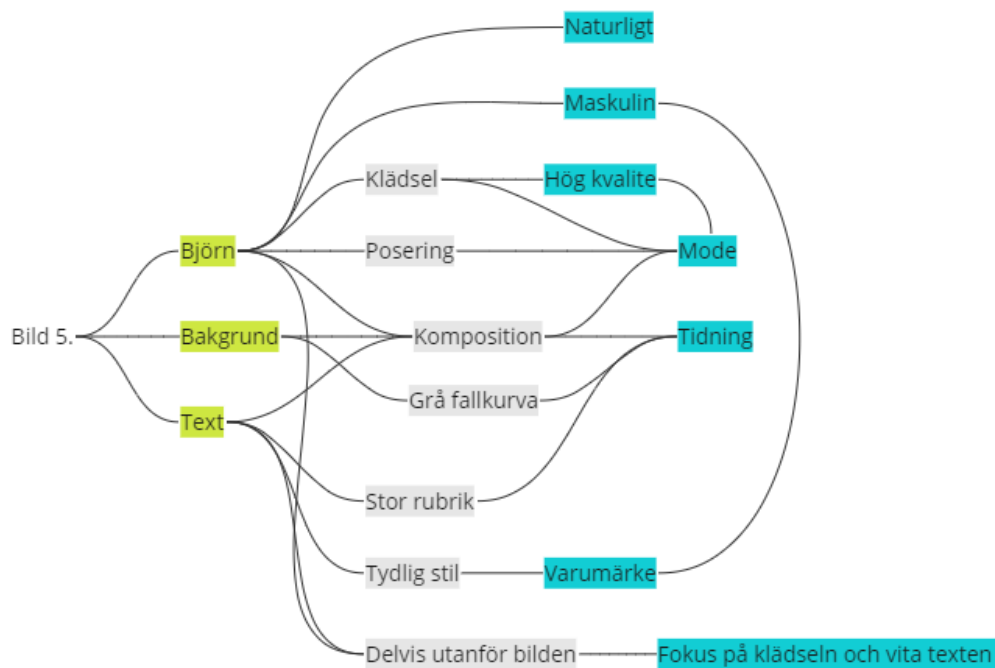 Naturligt
Maskulin
Klädsel
Hög kvalite
Björn
Posering
Mode
Bild 5.
Bakgrund
Komposition
Tidning
Grå fallkurva
Text
Stor rubrik
Tydlig stil
Varumärke
Delvis utanför bilden
Fokus på klädseln och vita texten